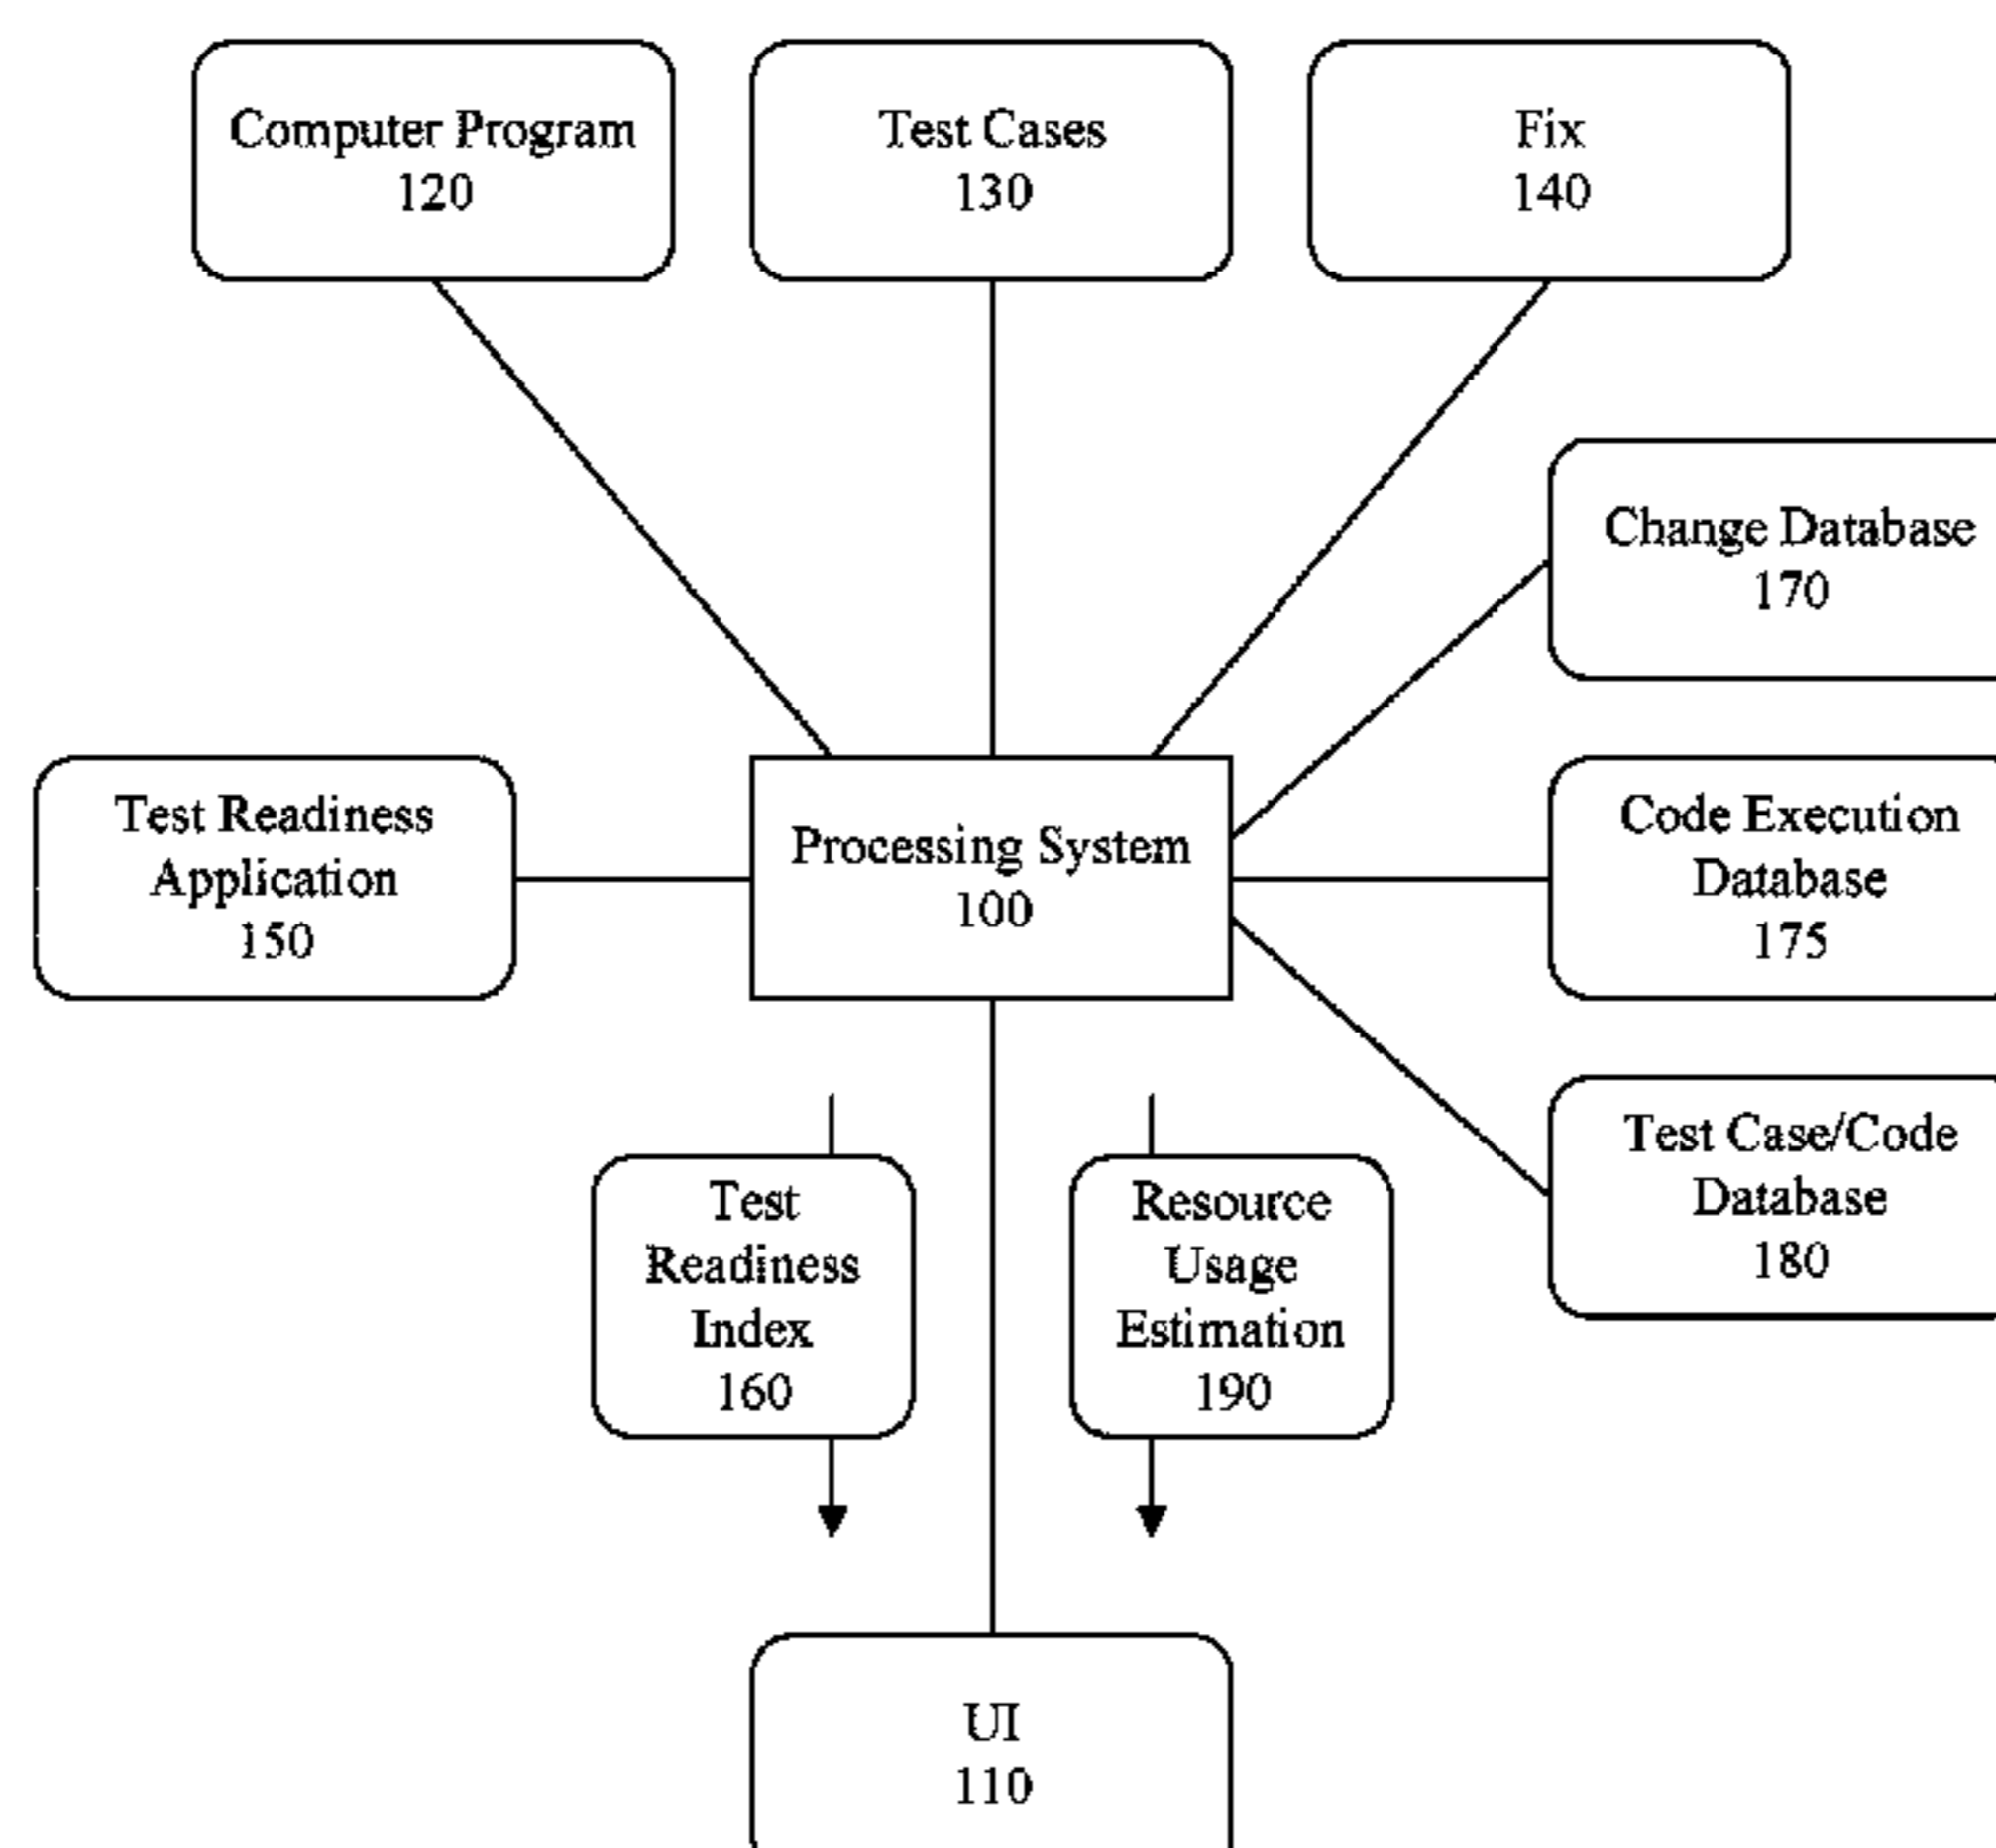 Computer Program
120
Test Cases
130
Fix
140
Change Database
170
Test Readiness
Application
150
Processing System
100
Code Execution
Database
175
Test Case/Code
Database
180
Test
Readiness
Index
160
Resource
Usage
Estimation
190
UI
110